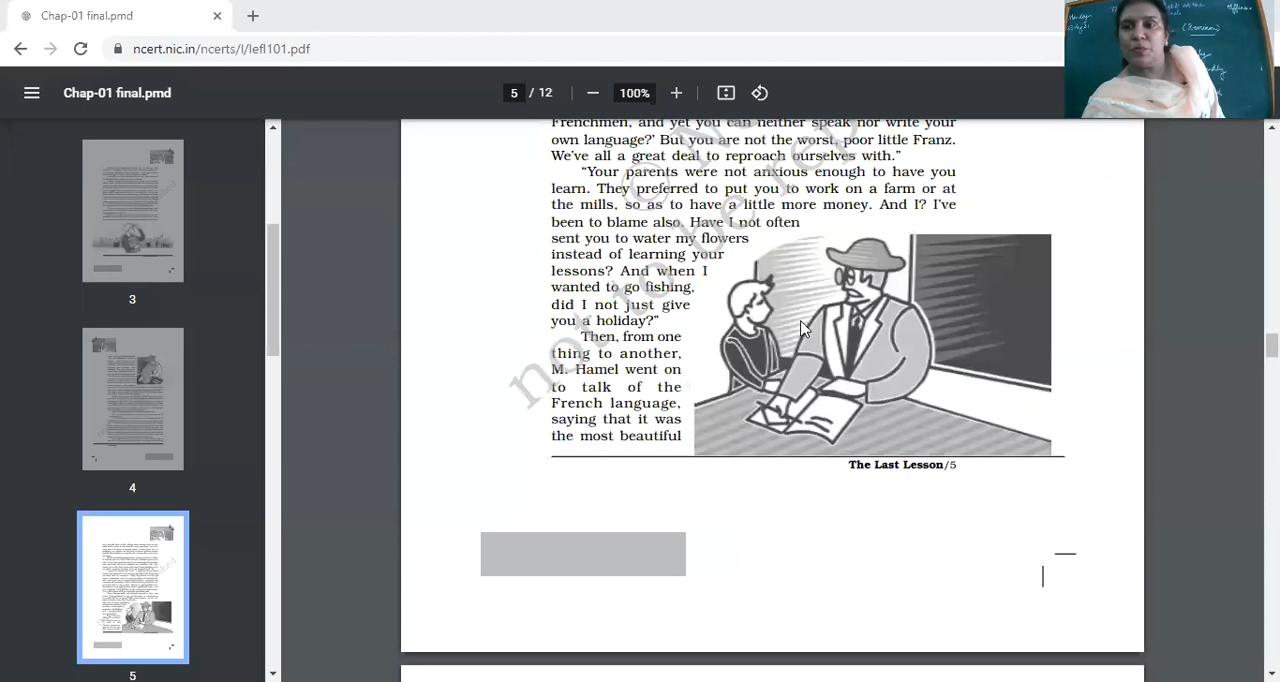 Chap-01 final.pmd
ncert.nic.in/ncerts/l/lefl101.pdf
Chap-01 final.pmd
5 / 12
100%
Frenchmen, and yet you can neither speak nor write your
own language?' But you are not the worst, poor little Franz.
We've all a great deal to reproach ourselves with."
"Your parents were not anxious enough to have you
learn. They preferred to put you to work on a farm or at
the mills, so as to have a little more money. And I? I've
been to blame also. Have I not often
sent you to water my flowers
instead of learning your
lessons? And when I
wanted to go fishing,
did I not just give
you a holiday?"
Then, from one
thing to another,
M. Hamel went on
to talk of the
French language,
saying that it was
the most beautiful
The Last Lesson/5
not to be rep
3
4
5
Monday
(Revision)